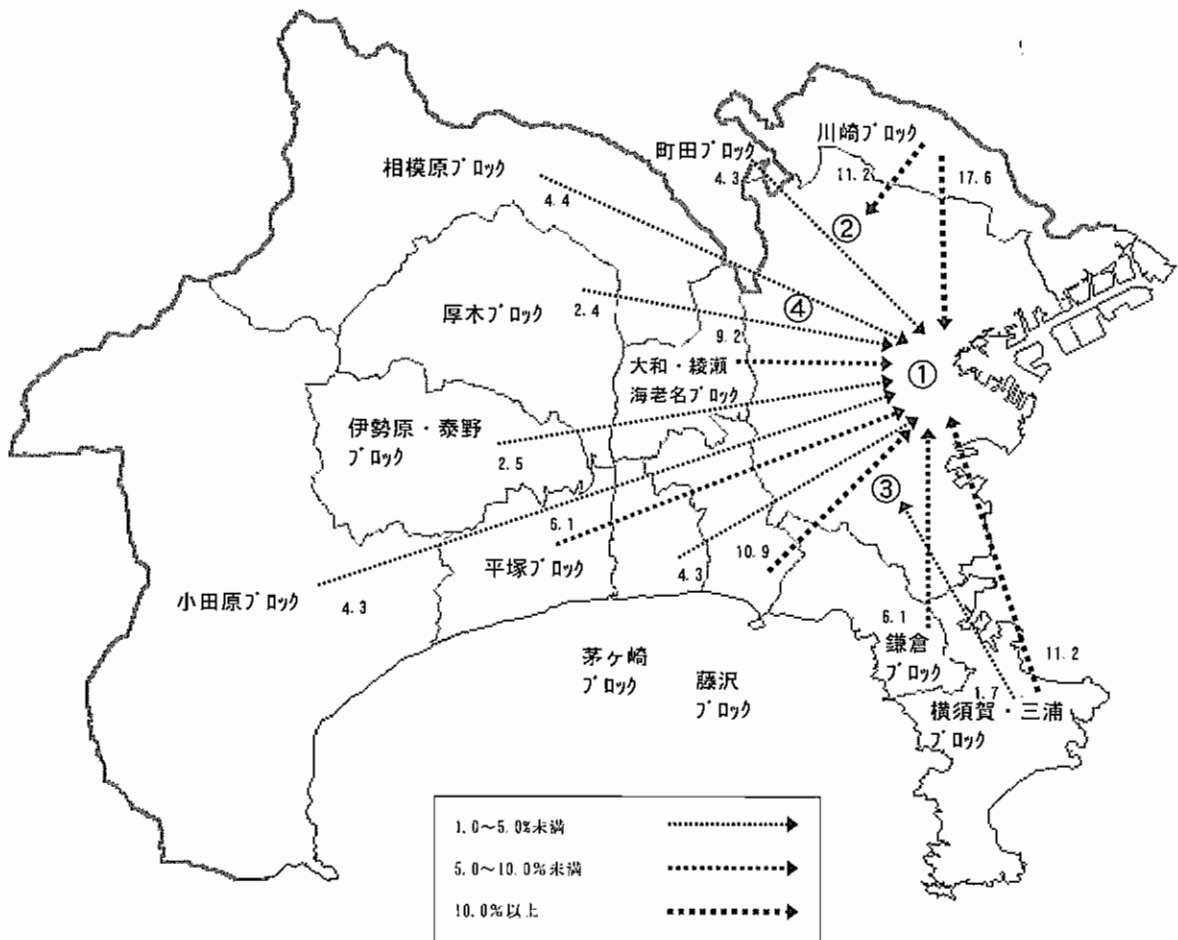 川崎ブロック
町田ブロック
4.3
11.2
17.6
相模原ブロック
4.4
②
厚木ブロック
2.4
④
9.2
大和・綾瀬
海老名ブロック
①
伊勢原・泰野
ブロック
2.5
③
6.1
平塚ブロック
10.9
4.3
小田原ブロック
4.3
6.1
鎌倉
ブロック
11.2
1.7
茅ヶ崎
ブロック
藤沢
ブロック
横須賀・三浦
ブロック
1.0～5.0%未満
5.0～10.0%未満
10.0%以上